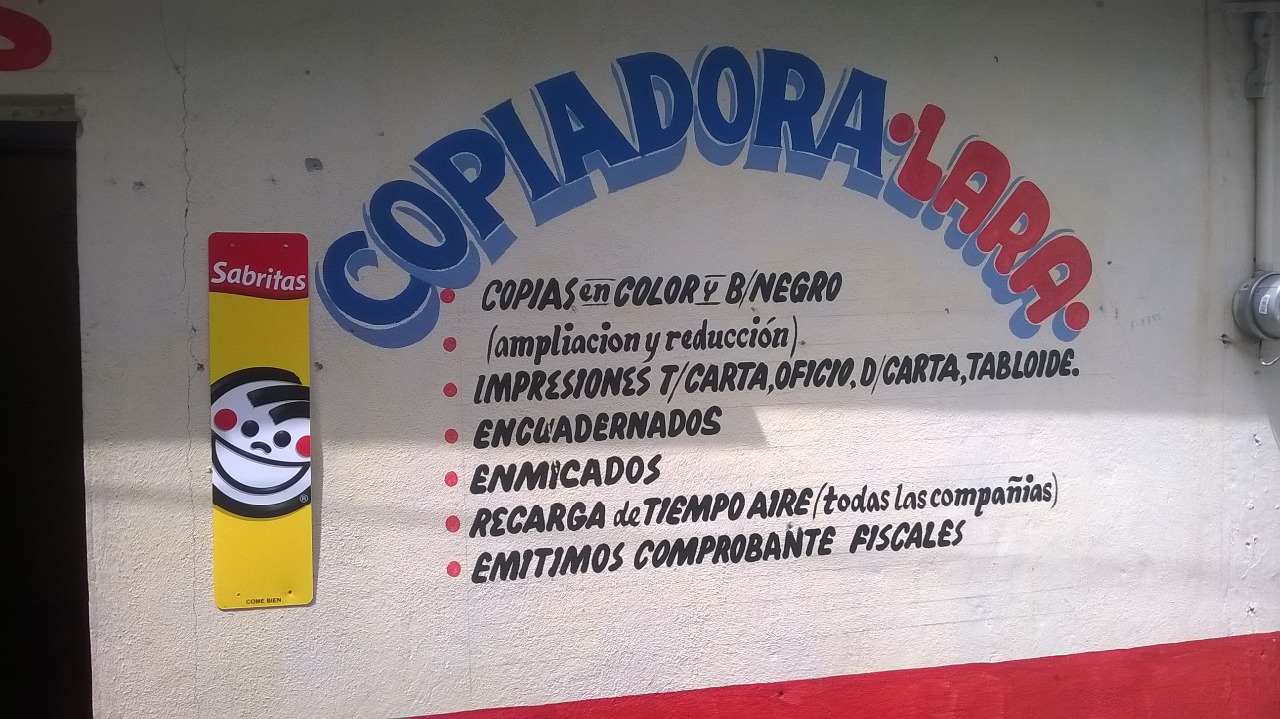 COPIADORA·LARA·
Sabritas
®
COME BIEN.
• COPIAS en COLOR Y B/NEGRO
• (ampliacion y reducción).
• IMPRESIONES T/CARTA, OFICIO, D/CARTA, TABLOIDE.
• ENCUADERNADOS
• ENMICADOS
• RECARGA de TIEMPO AIRE (todas las compañias)
• EMITIMOS COMPROBANTE FISCALES